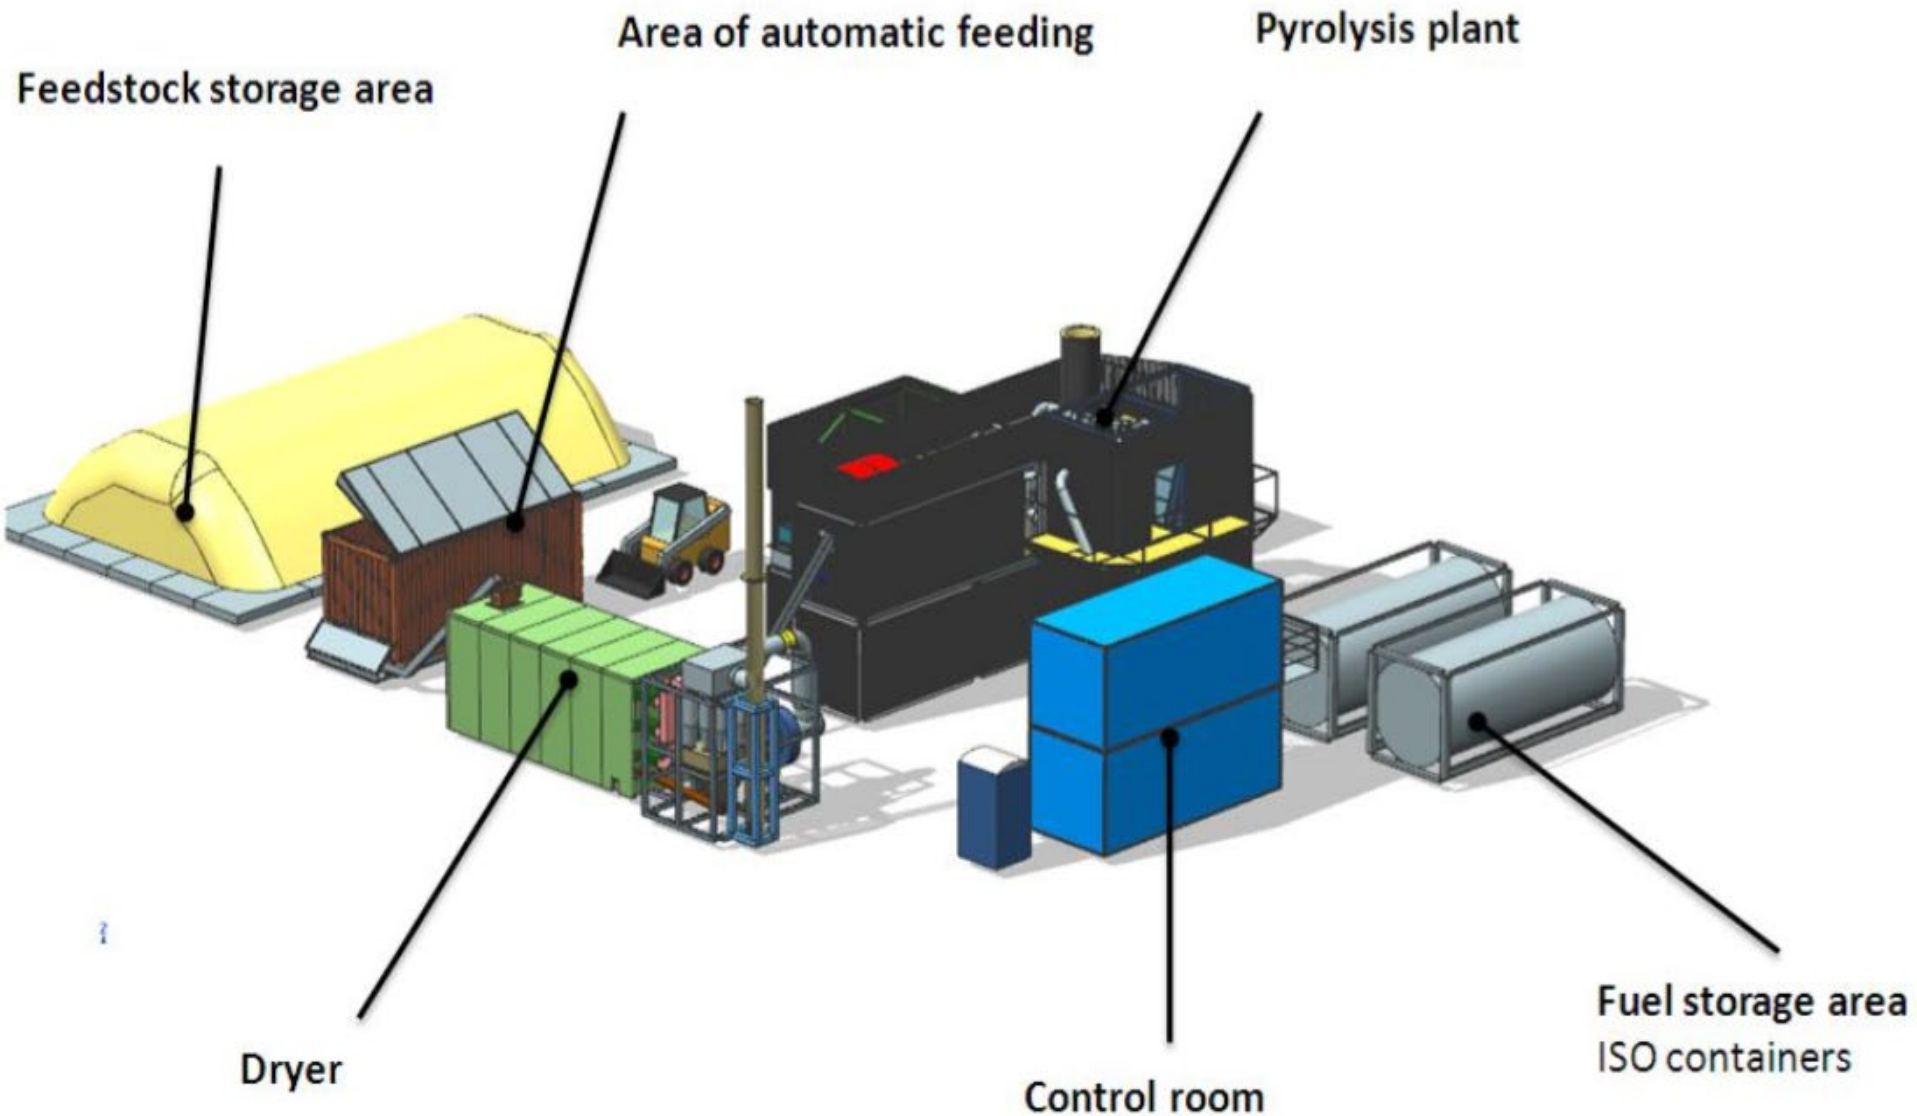 Area of automatic feeding
Pyrolysis plant
Feedstock storage area
Fuel storage area
ISO containers
Dryer
Control room